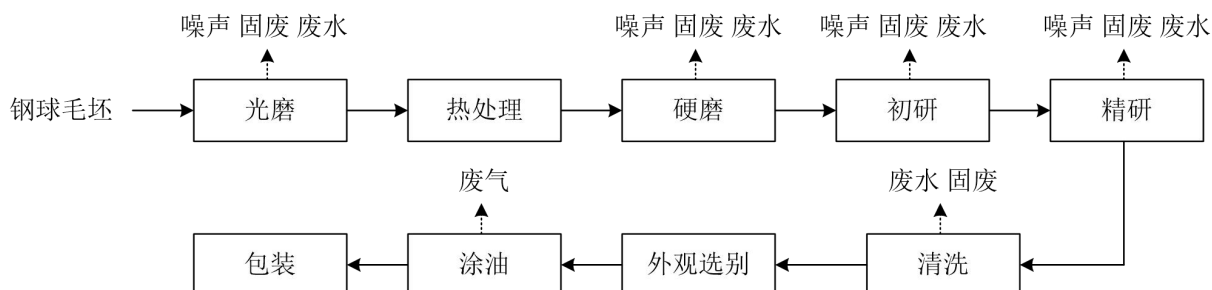 噪声 固废 废水
噪声 固废 废水
噪声 固废 废水
噪声 固废 废水
钢球毛坯
光磨
热处理
硬磨
初研
精研
废气
废水 固废
包装
涂油
外观选别
清洗